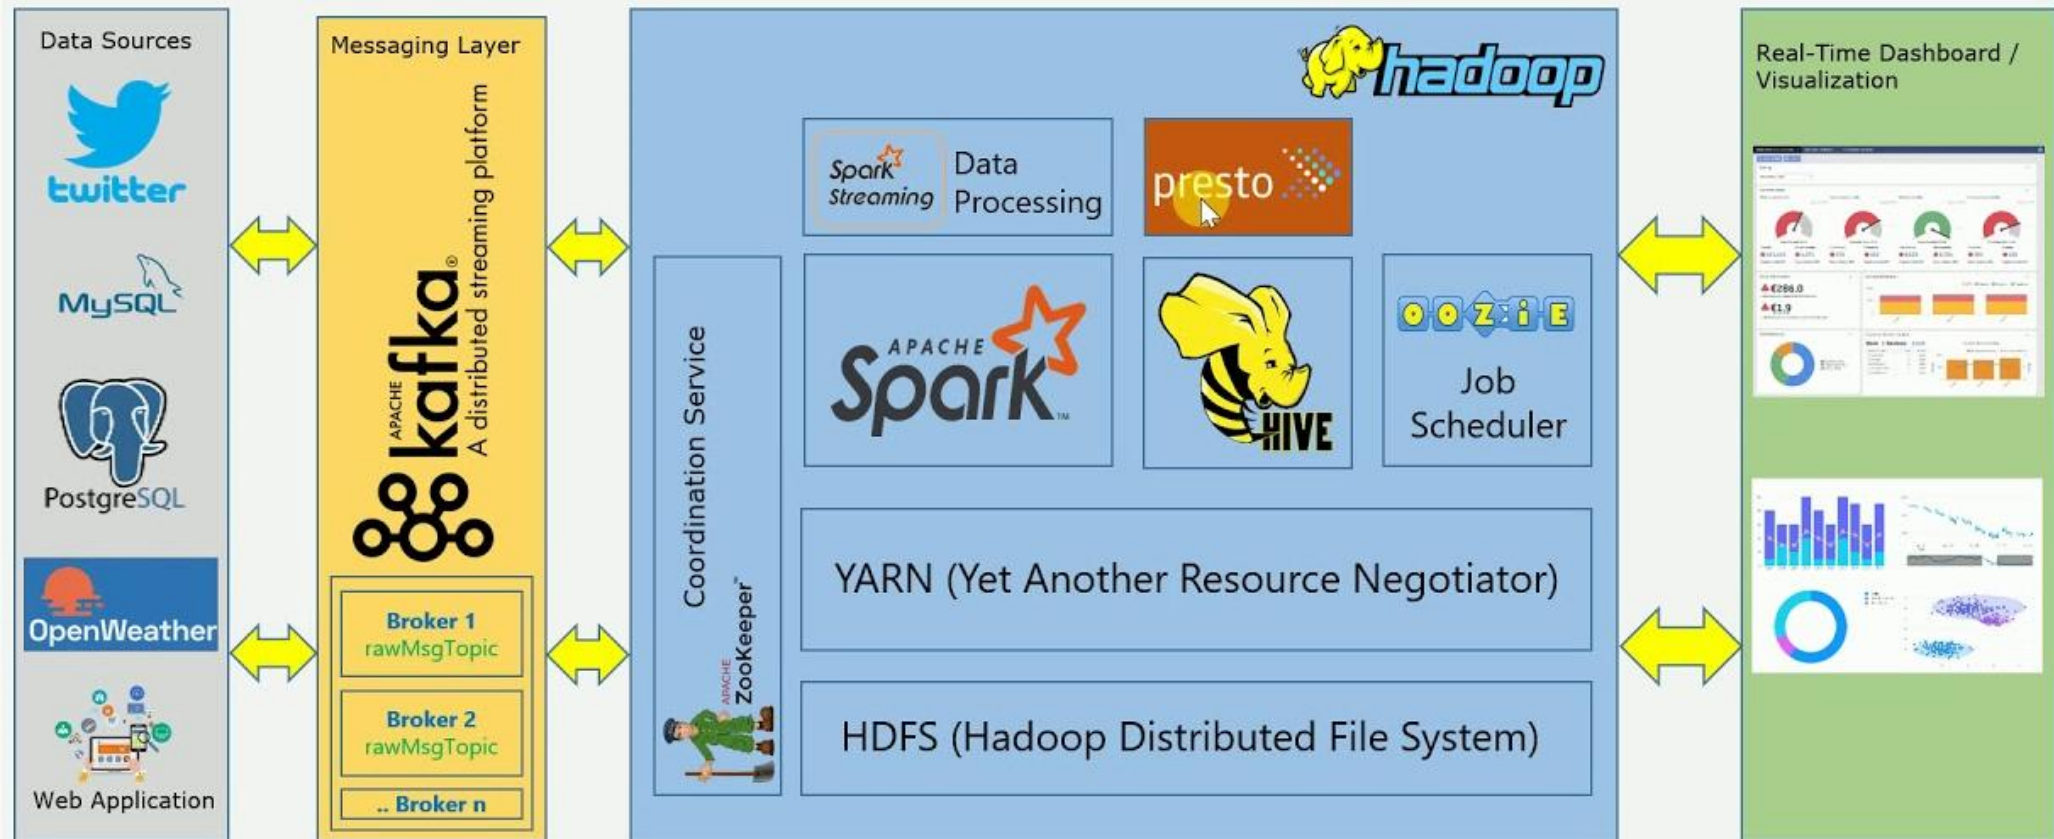 Data Sources
twitter
MySQL
PostgreSQL
OpenWeather
Web Application
Messaging Layer
APACHE
kafka®
A distributed streaming platform
Broker 1
rawMsgTopic
Broker 2
rawMsgTopic
.. Broker n
hadoop
Spark
Streaming
Data
Processing
presto
Coordination Service
APACHE
ZooKeeper™
APACHE
Spark™
HIVE
OOZIE
Job
Scheduler
YARN (Yet Another Resource Negotiator)
HDFS (Hadoop Distributed File System)
Real-Time Dashboard /
Visualization
€286.0
€1.9